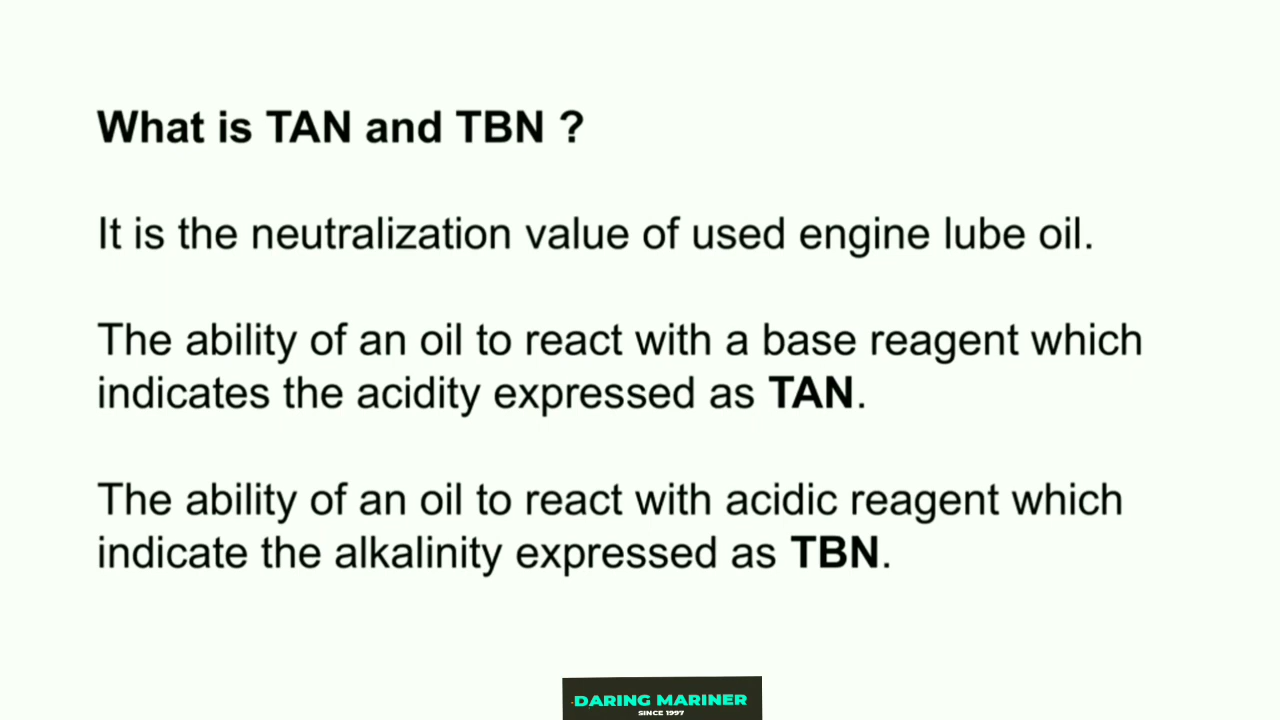 What is TAN and TBN ?
It is the neutralization value of used engine lube oil.
The ability of an oil to react with a base reagent which
indicates the acidity expressed as TAN.
The ability of an oil to react with acidic reagent which
indicate the alkalinity expressed as TBN.
DARING MARINER
SINCE 1997